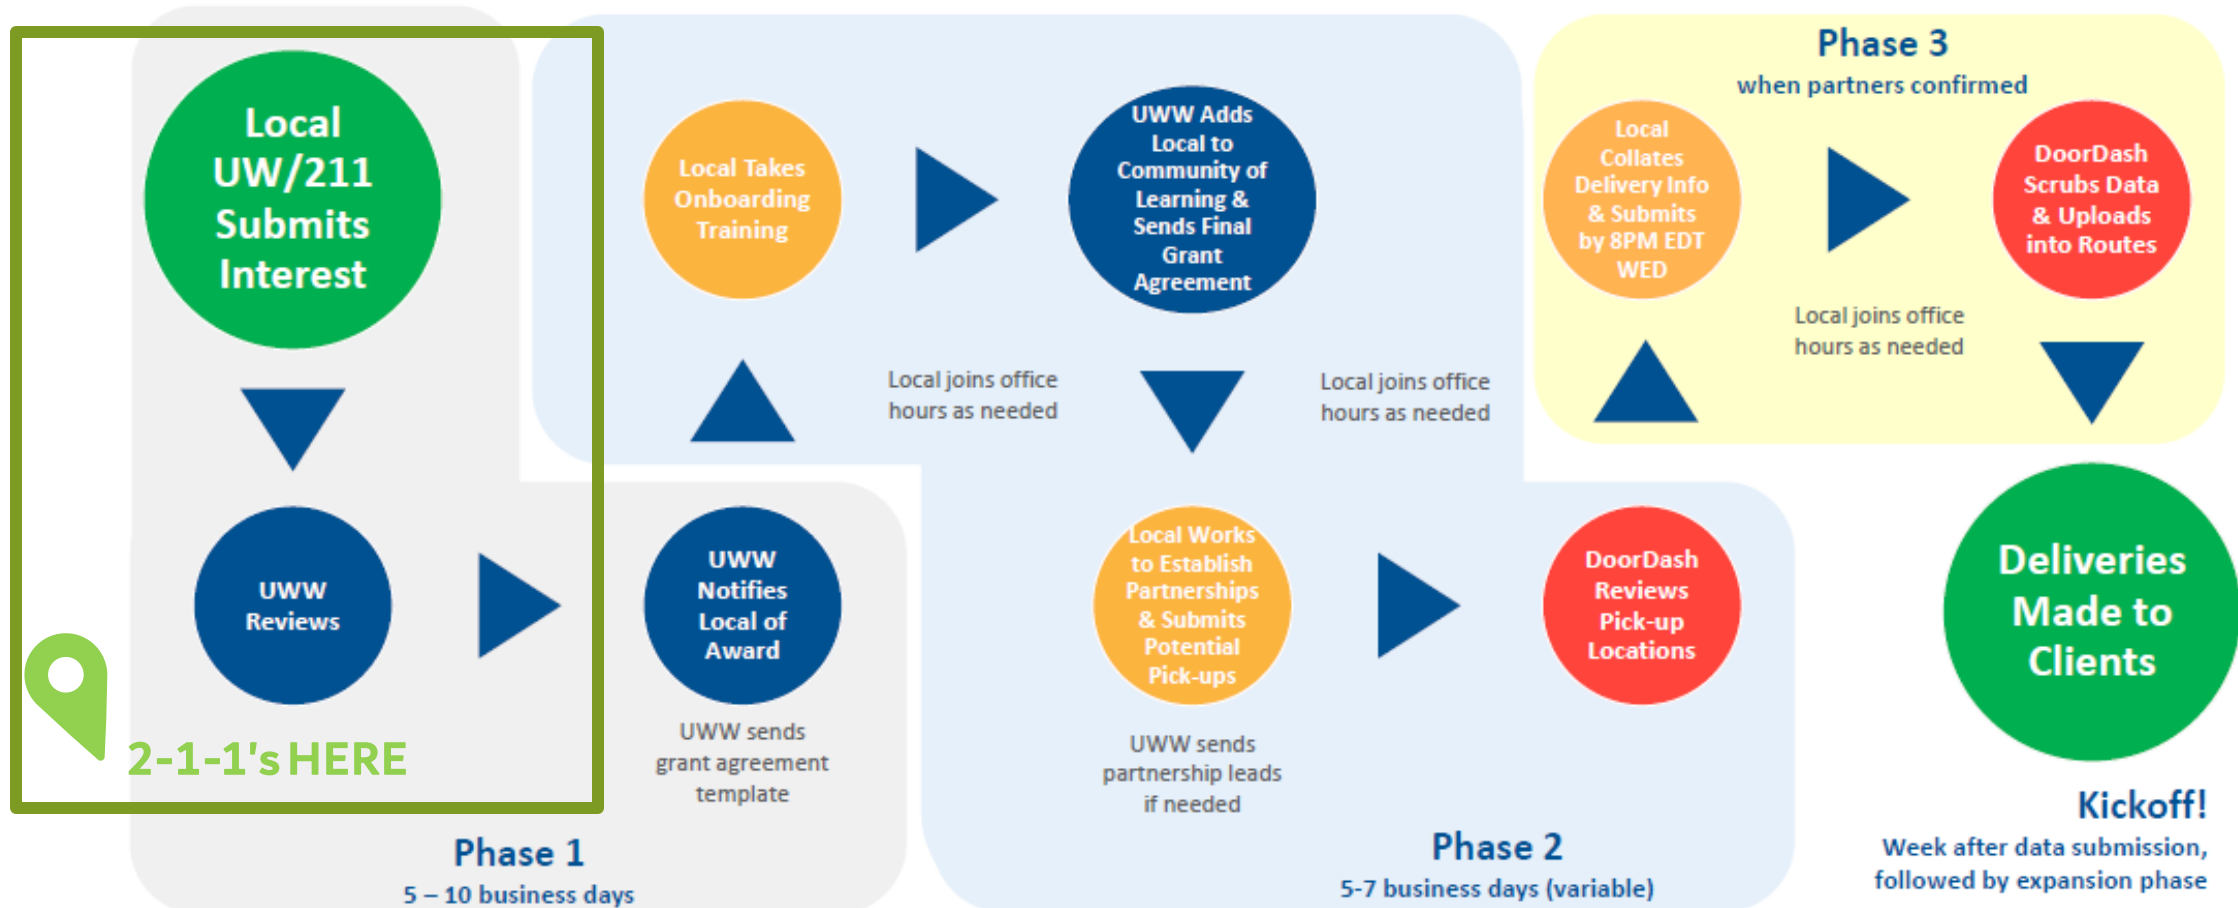 Local
UW/211
Submits
Interest
UWW
Reviews
2-1-1's HERE
UWW
Notifies
Local of
Award
UWW sends
grant agreement
template
Phase 1
5 – 10 business days
Local Takes
Onboarding
Training
Local joins office
hours as needed
UWW Adds
Local to
Community of
Learning &
Sends Final
Grant
Agreement
Local joins office
hours as needed
Local Works
to Establish
Partnerships
& Submits
Potential
Pick-ups
UWW sends
partnership leads
if needed
DoorDash
Reviews
Pick-up
Locations
Phase 2
5-7 business days (variable)
Phase 3
when partners confirmed
Local
Collates
Delivery Info
& Submits
by 8PM EDT
WED
Local joins office
hours as needed
DoorDash
Scrubs Data
& Uploads
into Routes
Deliveries
Made to
Clients
Kickoff!
Week after data submission,
followed by expansion phase